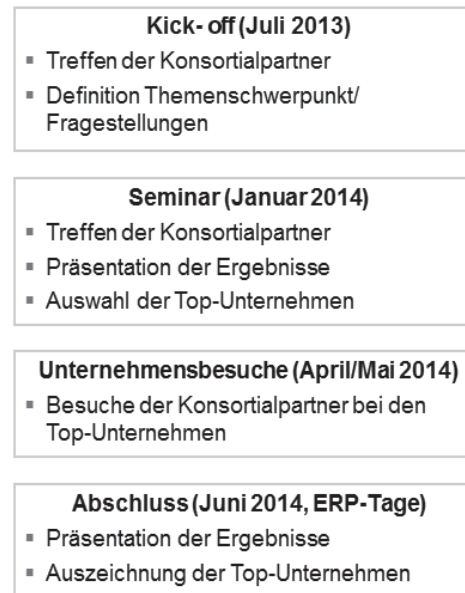 Kick- off (Juli 2013)
▪ Treffen der Konsortialpartner
▪ Definition Themenschwerpunkt/
Fragestellungen
Seminar (Januar 2014)
▪ Treffen der Konsortialpartner
▪ Präsentation der Ergebnisse
▪ Auswahl der Top-Unternehmen
Unternehmensbesuche (April/Mai 2014)
▪ Besuche der Konsortialpartner bei den
Top-Unternehmen
Abschluss (Juni 2014, ERP-Tage)
▪ Präsentation der Ergebnisse
▪ Auszeichnung der Top-Unternehmen